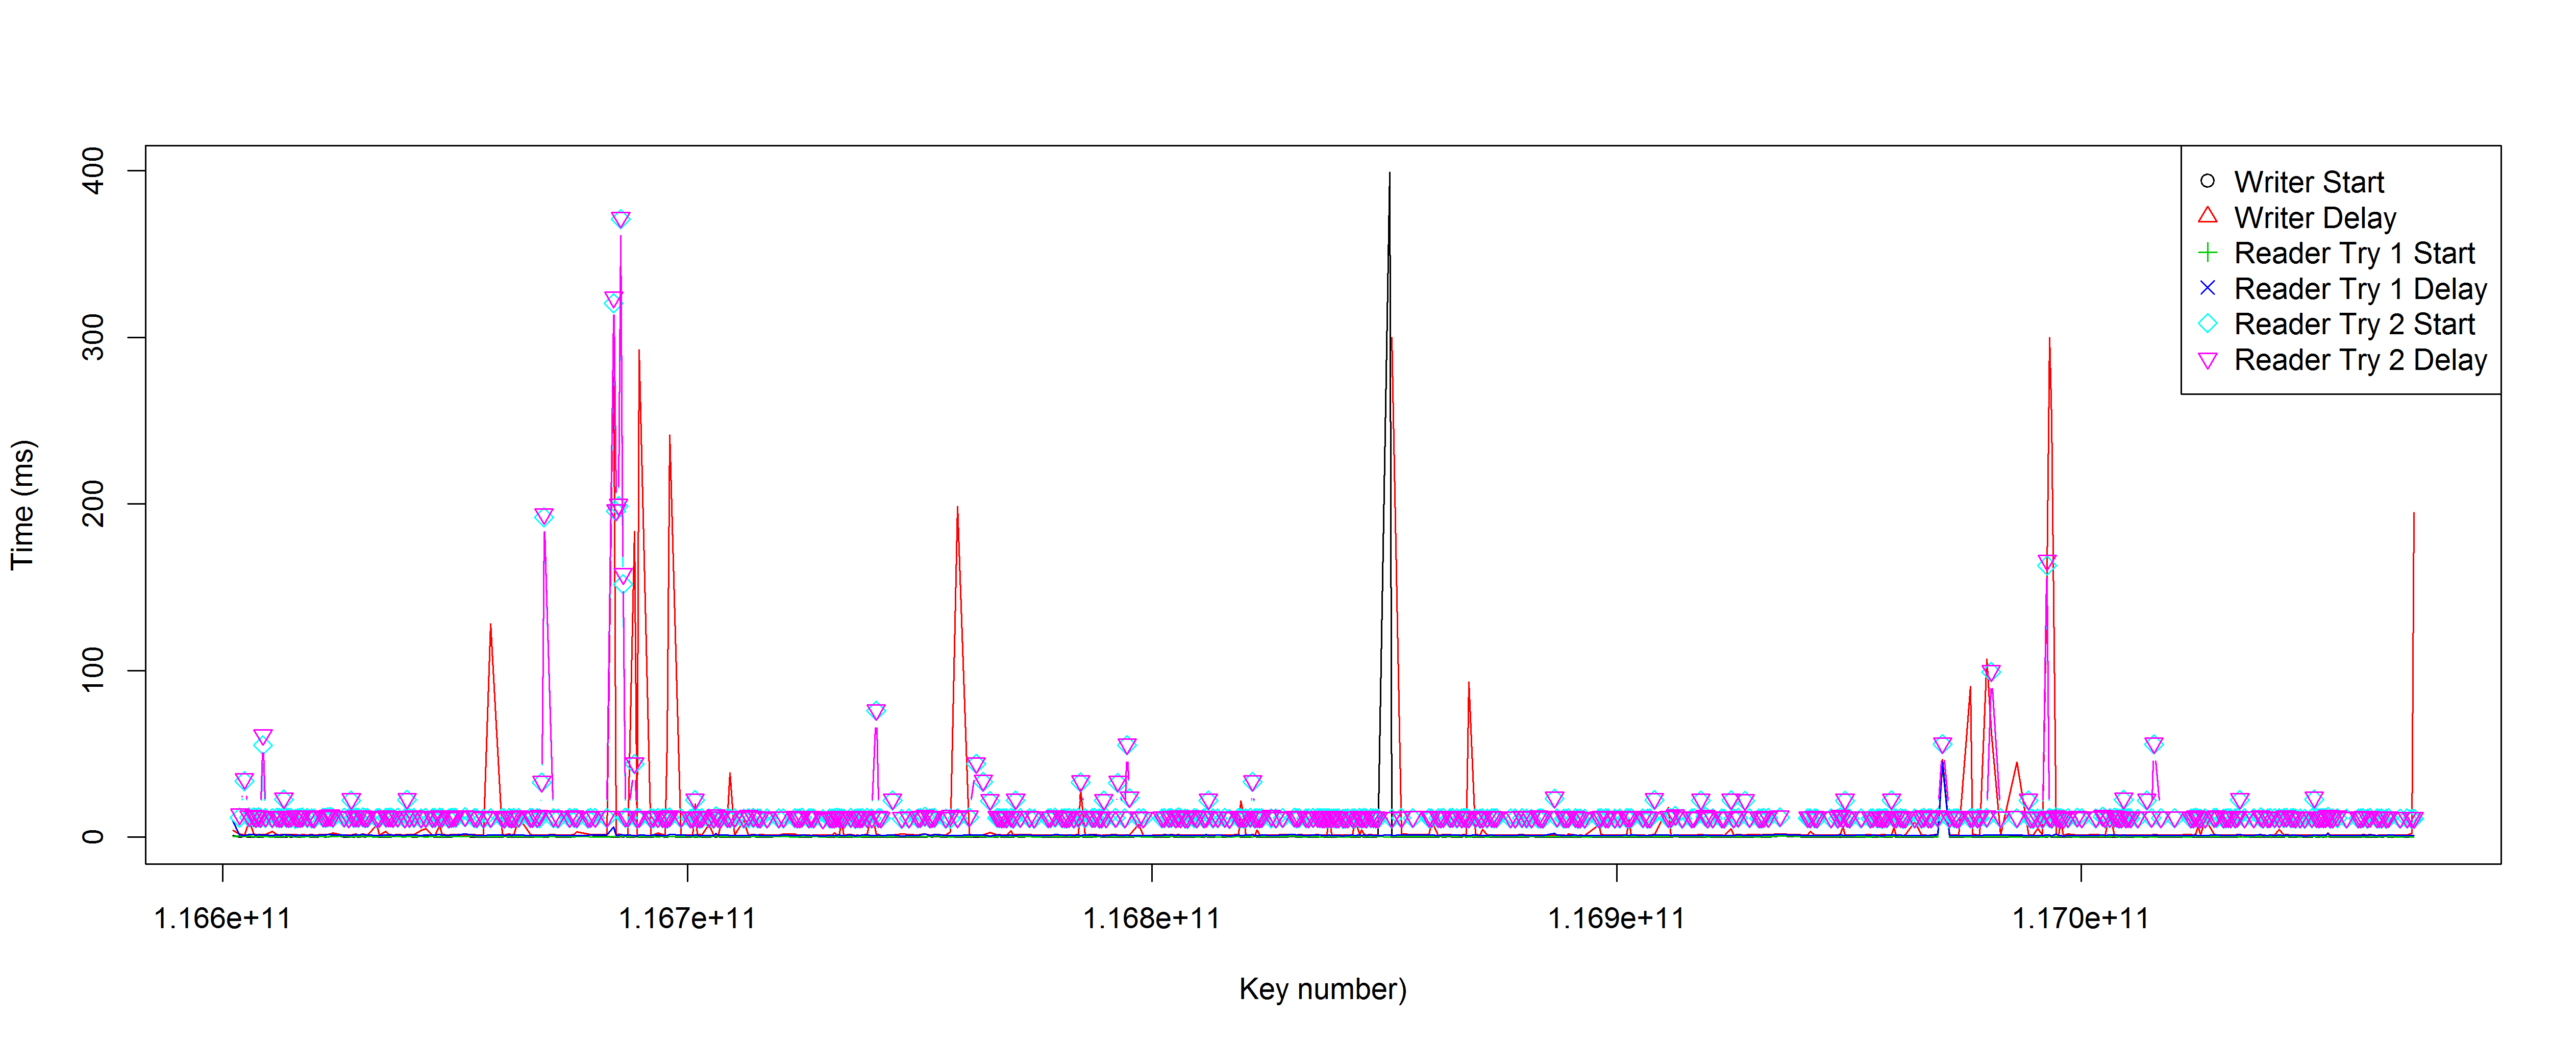 400
300
200
100
0
Time (ms)
Writer Start
Writer Delay
Reader Try 1 Start
Reader Try 1 Delay
Reader Try 2 Start
Reader Try 2 Delay
1.166e+11 1.167e+11 1.168e+11 1.169e+11 1.170e+11
Key number)